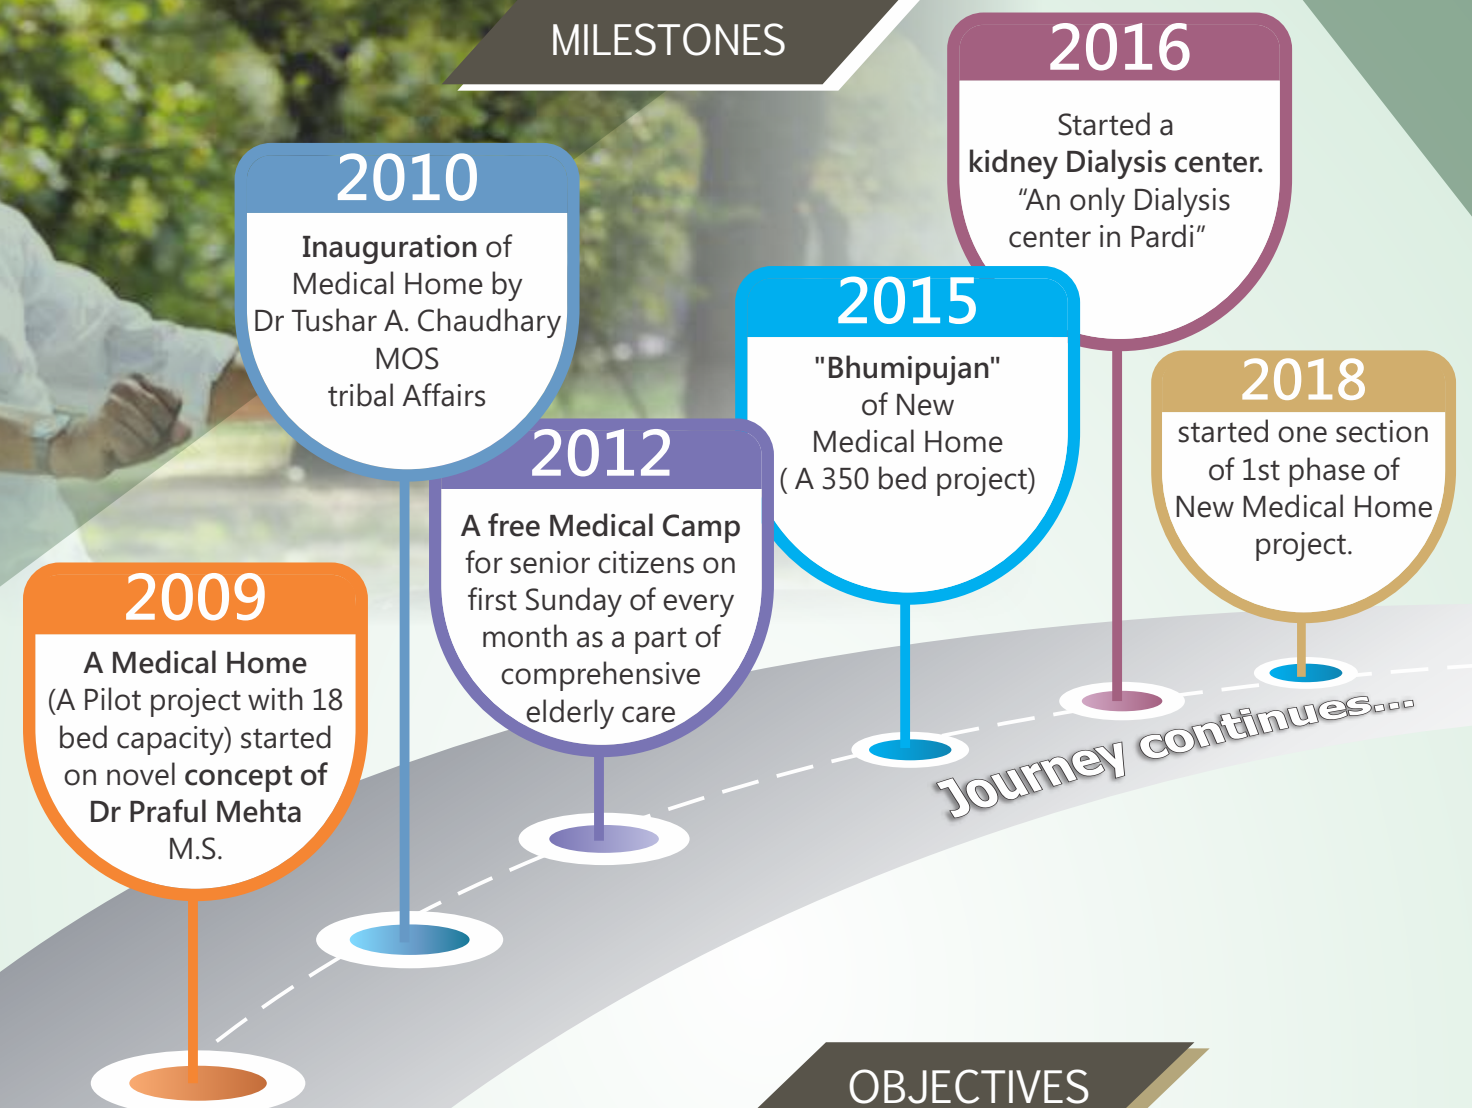 MILESTONES
2009
A Medical Home
(A Pilot project with 18
bed capacity) started
on novel concept of
Dr Praful Mehta
M.S.
2010
Inauguration of
Medical Home by
Dr Tushar A. Chaudhary
MOS
tribal Affairs
2012
A free Medical Camp
for senior citizens on
first Sunday of every
month as a part of
comprehensive
elderly care
2015
"Bhumipujan"
of New
Medical Home
( A 350 bed project)
2016
Started a
kidney Dialysis center.
“An only Dialysis
center in Pardi”
2018
started one section
of 1st phase of
New Medical Home
project.
Journey continues...
OBJECTIVES